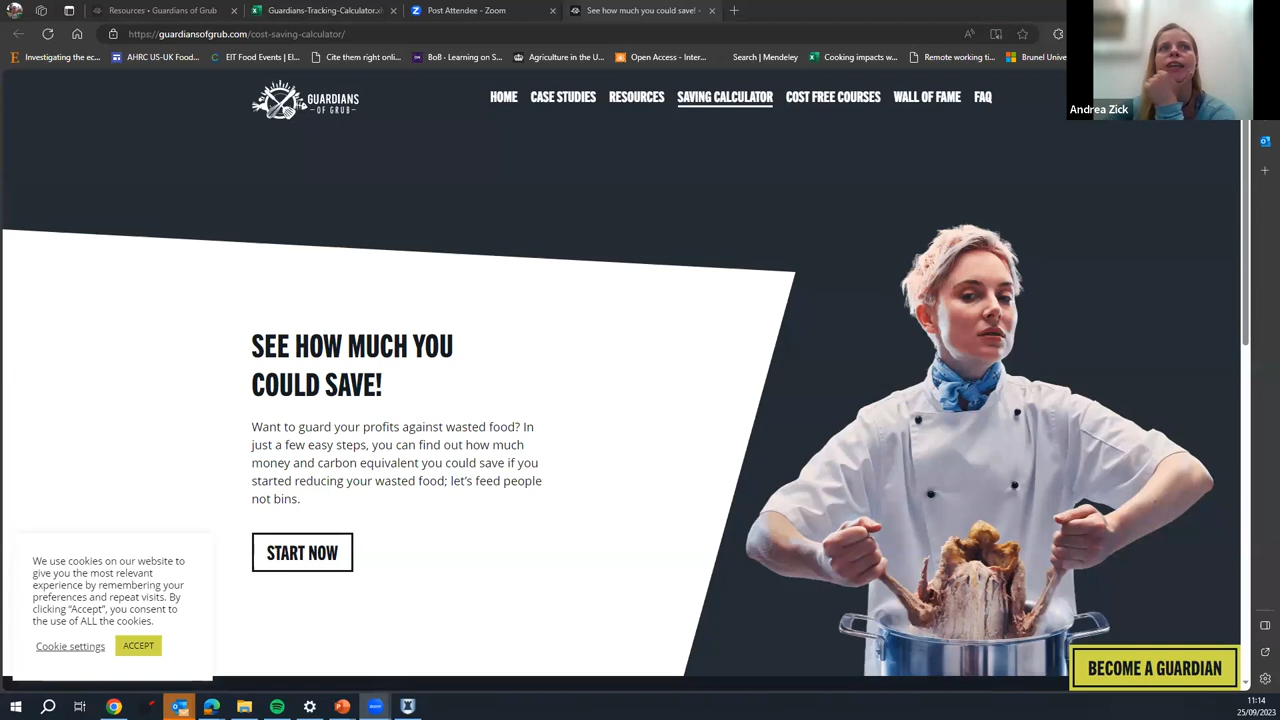 Resources • Guardians of Grub
Guardians-Tracking-Calculator.xl
Post Attendee - Zoom
See how much you could save! -
https://guardiansofgrub.com/cost-saving-calculator/
Investigating the ec...
AHRC US-UK Food...
EIT Food Events | El...
Cite them right onli...
BoB - Learning on S...
Agriculture in the U...
Open Access - Inter...
Search | Mendeley
Cooking impacts w...
Remote working ti...
Brunel Univer
Andrea Zick
GUARDIANS
OF GRUB
HOME CASE STUDIES RESOURCES SAVING CALCULATOR COST FREE COURSES WALL OF FAME FAQ
SEE HOW MUCH YOU
COULD SAVE!
Want to guard your profits against wasted food? In
just a few easy steps, you can find out how much
money and carbon equivalent you could save if you
started reducing your wasted food; let's feed people
not bins.
START NOW
We use cookies on our website to
give you the most relevant
experience by remembering your
preferences and repeat visits. By
clicking “Accept”, you consent to
the use of ALL the cookies.
Cookie settings ACCEPT
BECOME A GUARDIAN
11:14
25/09/2023